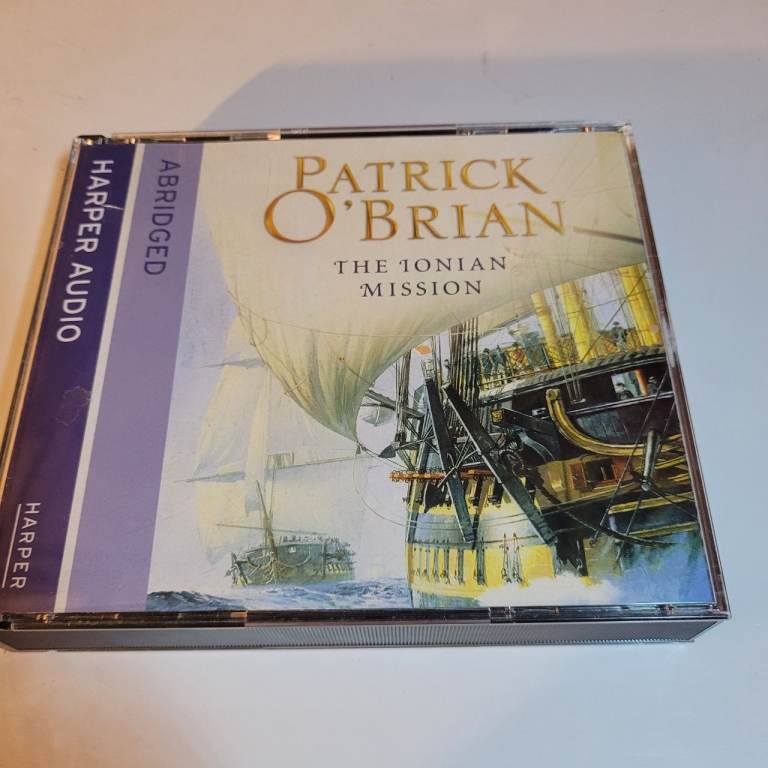 HARPER AUDIO
HARPER
ABRIDGED
PATRICK
O'BRIAN
THE IONIAN
MISSION